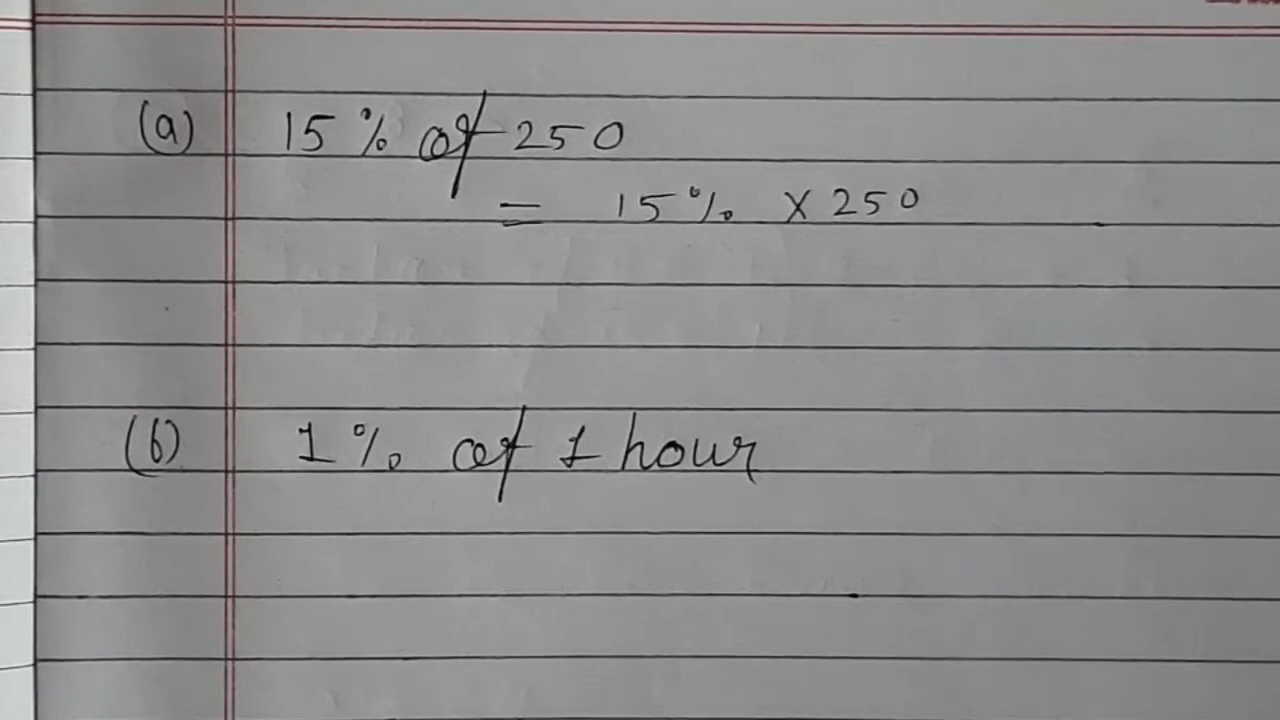 (a) 15% of 250
= 15% × 250
(b) 1% of 1 hour